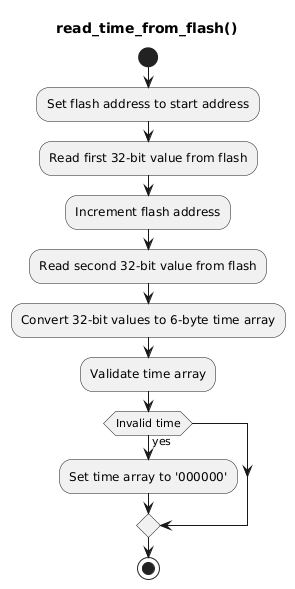 read_time_from_flash()
Set flash address to start address
Read first 32-bit value from flash
Increment flash address
Read second 32-bit value from flash
Convert 32-bit values to 6-byte time array
Validate time array
Invalid time
yes
Set time array to '000000'